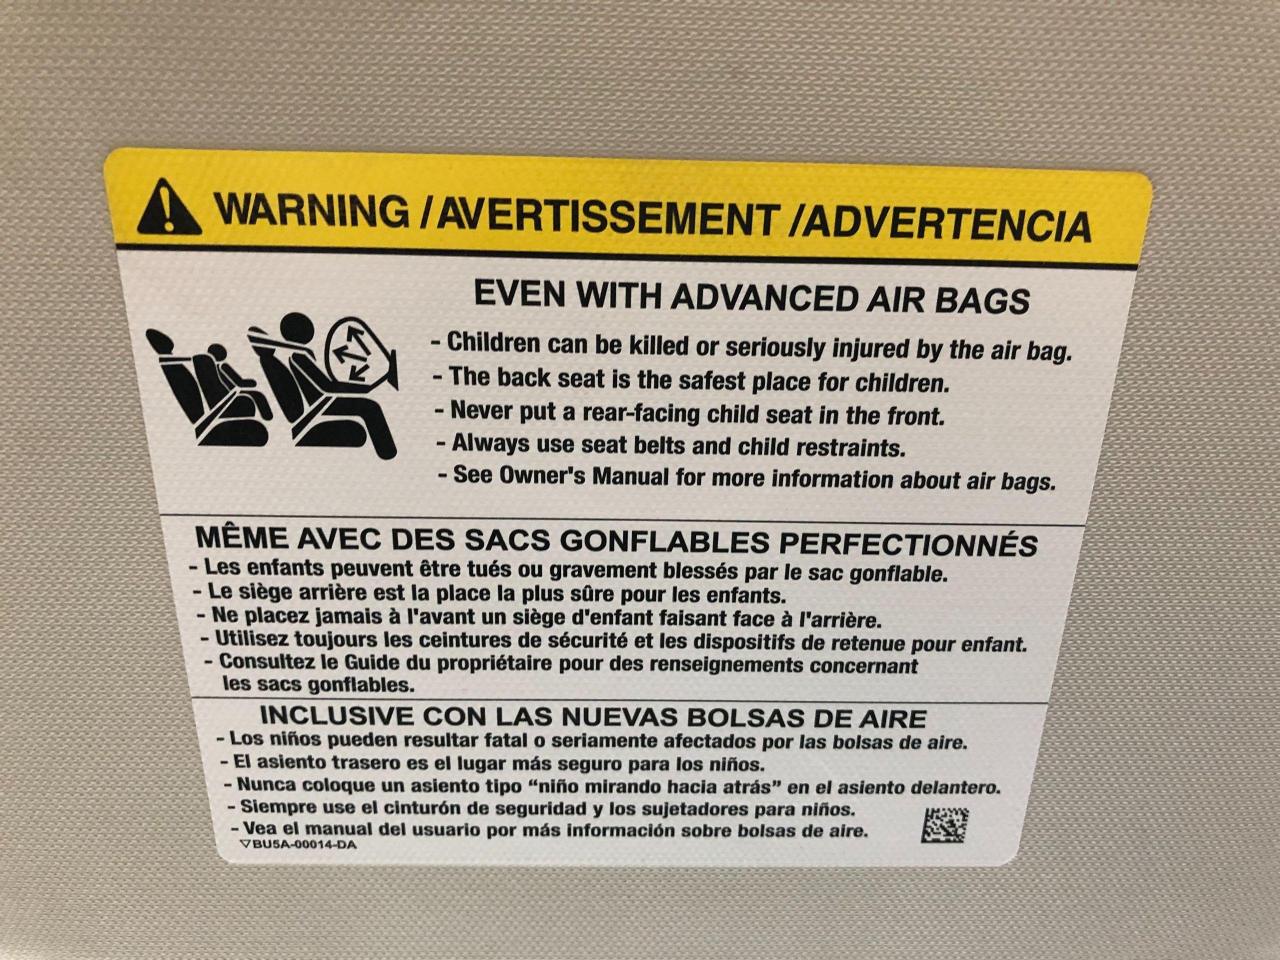 WARNING / AVERTISSEMENT / ADVERTENCIA
EVEN WITH ADVANCED AIR BAGS
- Children can be killed or seriously injured by the air bag.
- The back seat is the safest place for children.
- Never put a rear-facing child seat in the front.
- Always use seat belts and child restraints.
- See Owner's Manual for more information about air bags.
MÊME AVEC DES SACS GONFLABLES PERFECTIONNÉS
- Les enfants peuvent être tués ou gravement blessés par le sac gonflable.
- Le siège arrière est la place la plus sûre pour les enfants.
- Ne placez jamais à l'avant un siège d'enfant faisant face à l'arrière.
- Utilisez toujours les ceintures de sécurité et les dispositifs de retenue pour enfant.
- Consultez le Guide du propriétaire pour des renseignements concernant
les sacs gonflables.
INCLUSIVE CON LAS NUEVAS BOLSAS DE AIRE
- Los niños pueden resultar fatal o seriamente afectados por las bolsas de aire.
- El asiento trasero es el lugar más seguro para los niños.
- Nunca coloque un asiento tipo “niño mirando hacia atrás” en el asiento delantero.
- Siempre use el cinturón de seguridad y los sujetadores para niños.
- Vea el manual del usuario por más información sobre bolsas de aire.
▽BU5A-00014-DA